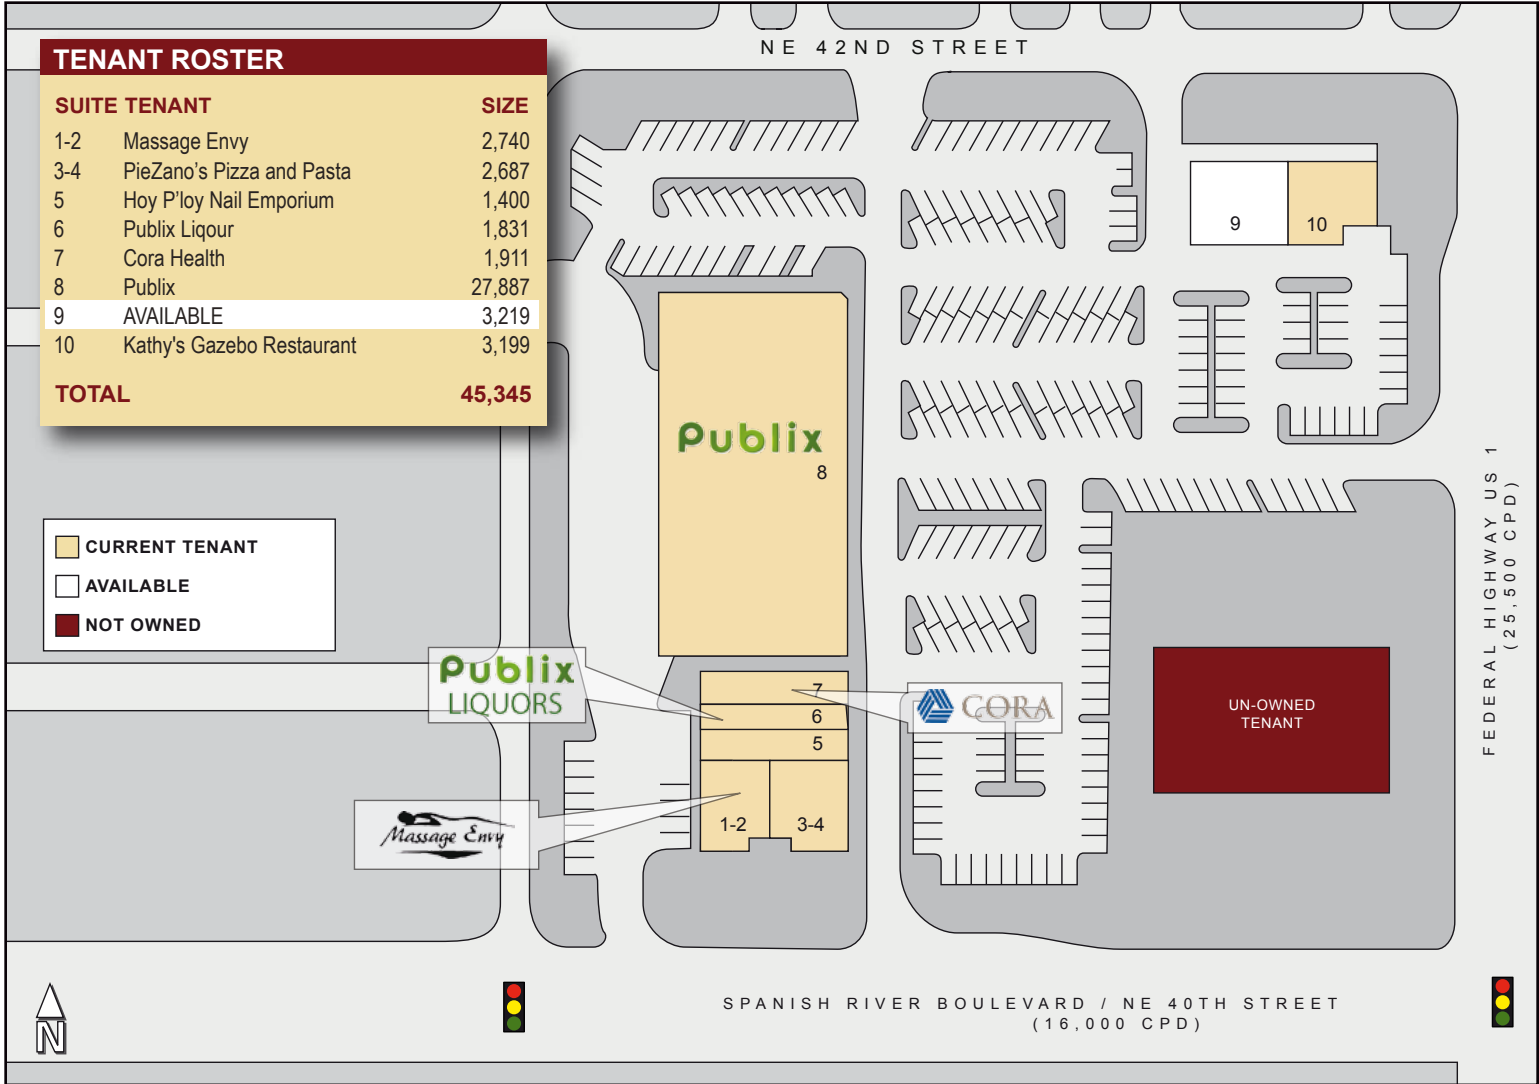 NE 42ND STREET
TENANT ROSTER
SUITE TENANT SIZE
1-2 Massage Envy 2,740
3-4 PieZano's Pizza and Pasta 2,687
5 Hoy P'loy Nail Emporium 1,400
6 Publix Liqour 1,831
7 Cora Health 1,911
8 Publix 27,887
9 AVAILABLE 3,219
10 Kathy's Gazebo Restaurant 3,199
TOTAL 45,345
9
10
Publix
8
CURRENT TENANT
AVAILABLE
NOT OWNED
Publix
LIQUORS
7
6
5
CORA
Massage Envy
1-2
3-4
UN-OWNED
TENANT
FEDERAL HIGHWAY US 1
(25,500 CPD)
SPANISH RIVER BOULEVARD / NE 40TH STREET
(16,000 CPD)
N